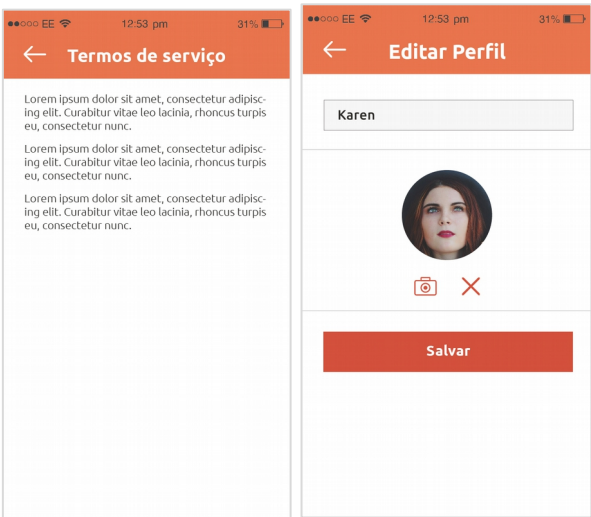 EE 12:53 pm 31%
Termos de serviço
Lorem ipsum dolor sit amet, consectetur adipisc-
ing elit. Curabitur vitae leo lacinia, rhoncus turpis
eu, consectetur nunc.
Lorem ipsum dolor sit amet, consectetur adipisc-
ing elit. Curabitur vitae leo lacinia, rhoncus turpis
eu, consectetur nunc.
Lorem ipsum dolor sit amet, consectetur adipisc-
ing elit. Curabitur vitae leo lacinia, rhoncus turpis
eu, consectetur nunc.
EE 12:53 pm 31%
Editar Perfil
Karen
Salvar